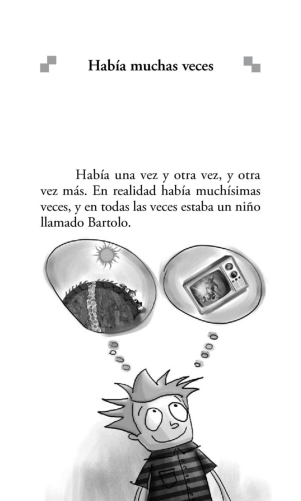 Había muchas veces
Había una vez y otra vez, y otra
vez más. En realidad había muchísimas
veces, y en todas las veces estaba un niño
llamado Bartolo.